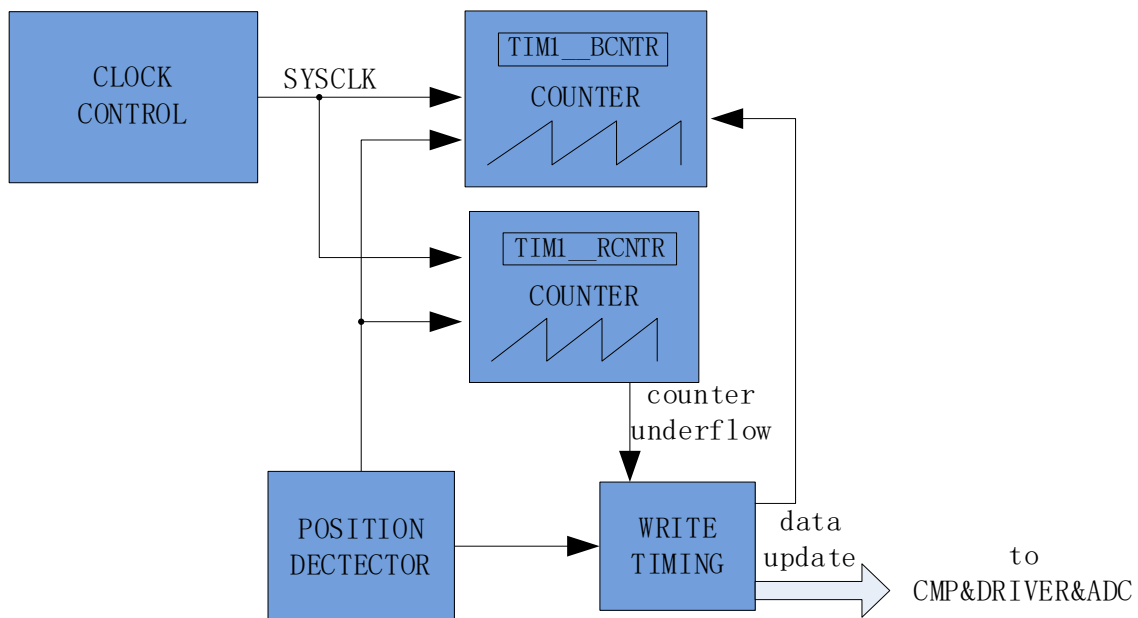 CLOCK
CONTROL
SYSCLK
TIM1__BCNTR
COUNTER
TIM1__RCNTR
COUNTER
counter
underflow
POSITION
DECTECTOR
WRITE
TIMING
data
update
to
CMP&DRIVER&ADC